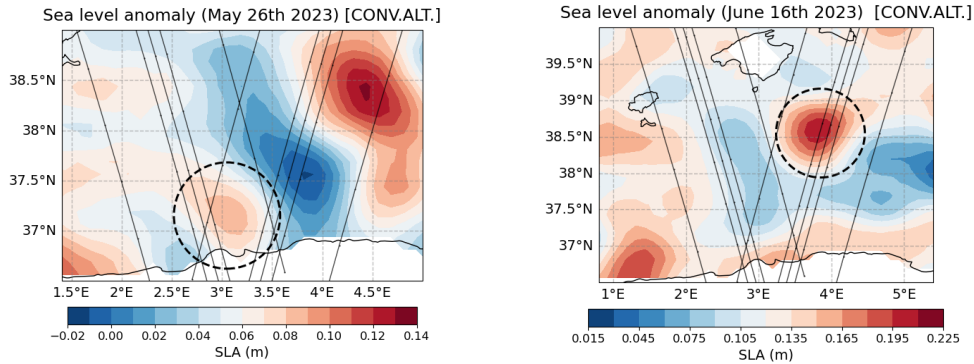 Sea level anomaly (May 26th 2023) [CONV.ALT.]
38.5°N
38°N
37.5°N
37°N
1.5°E 2°E 2.5°E 3°E 3.5°E 4°E 4.5°E
−0.02 0.00 0.02 0.04 0.06 0.08 0.10 0.12 0.14
SLA (m)
Sea level anomaly (June 16th 2023) [CONV.ALT.]
39.5°N
39°N
38.5°N
38°N
37.5°N
37°N
1°E 2°E 3°E 4°E 5°E
0.015 0.045 0.075 0.105 0.135 0.165 0.195 0.225
SLA (m)